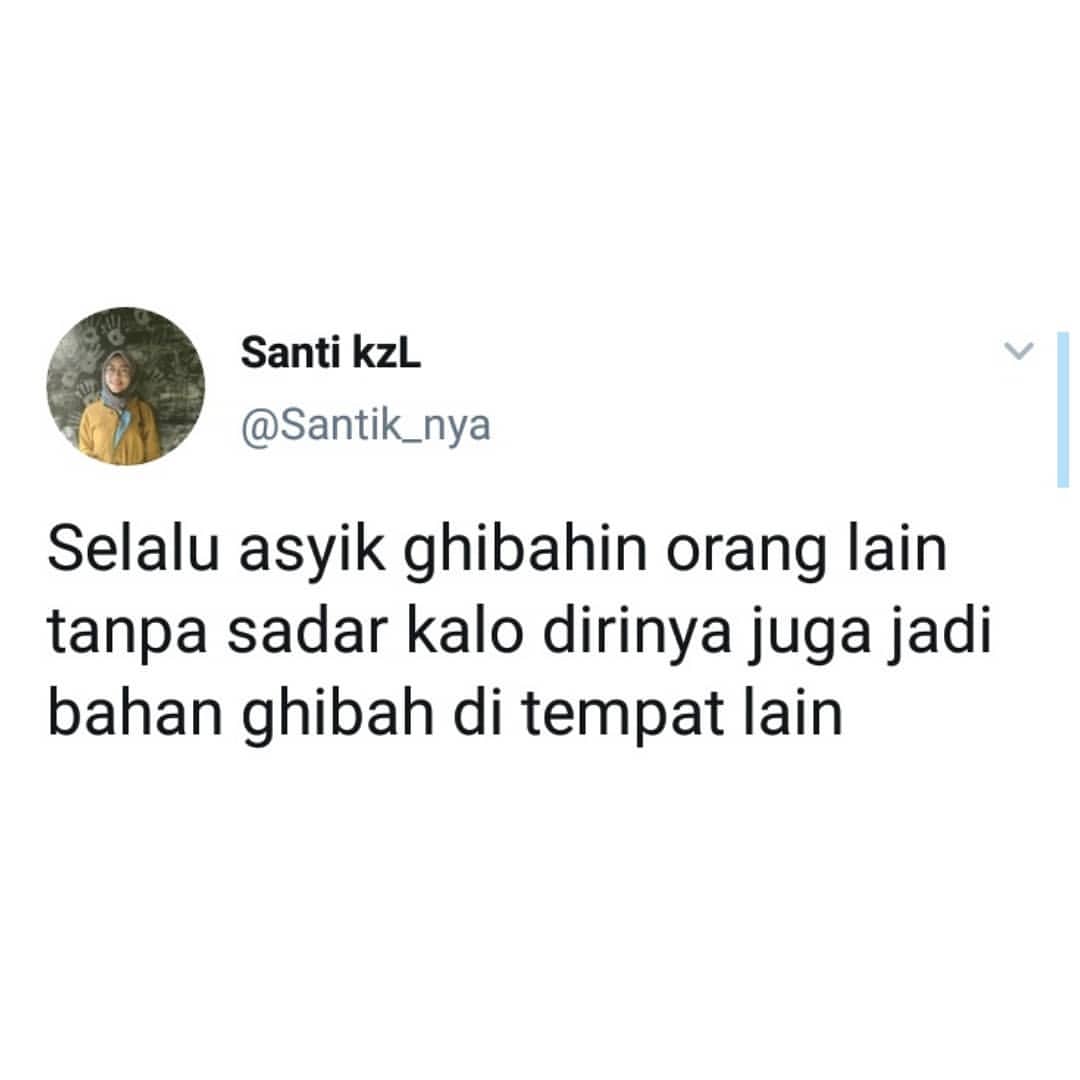 Santi kzL
@Santik_nya
Selalu asyik ghibahin orang lain
tanpa sadar kalo dirinya juga jadi
bahan ghibah di tempat lain